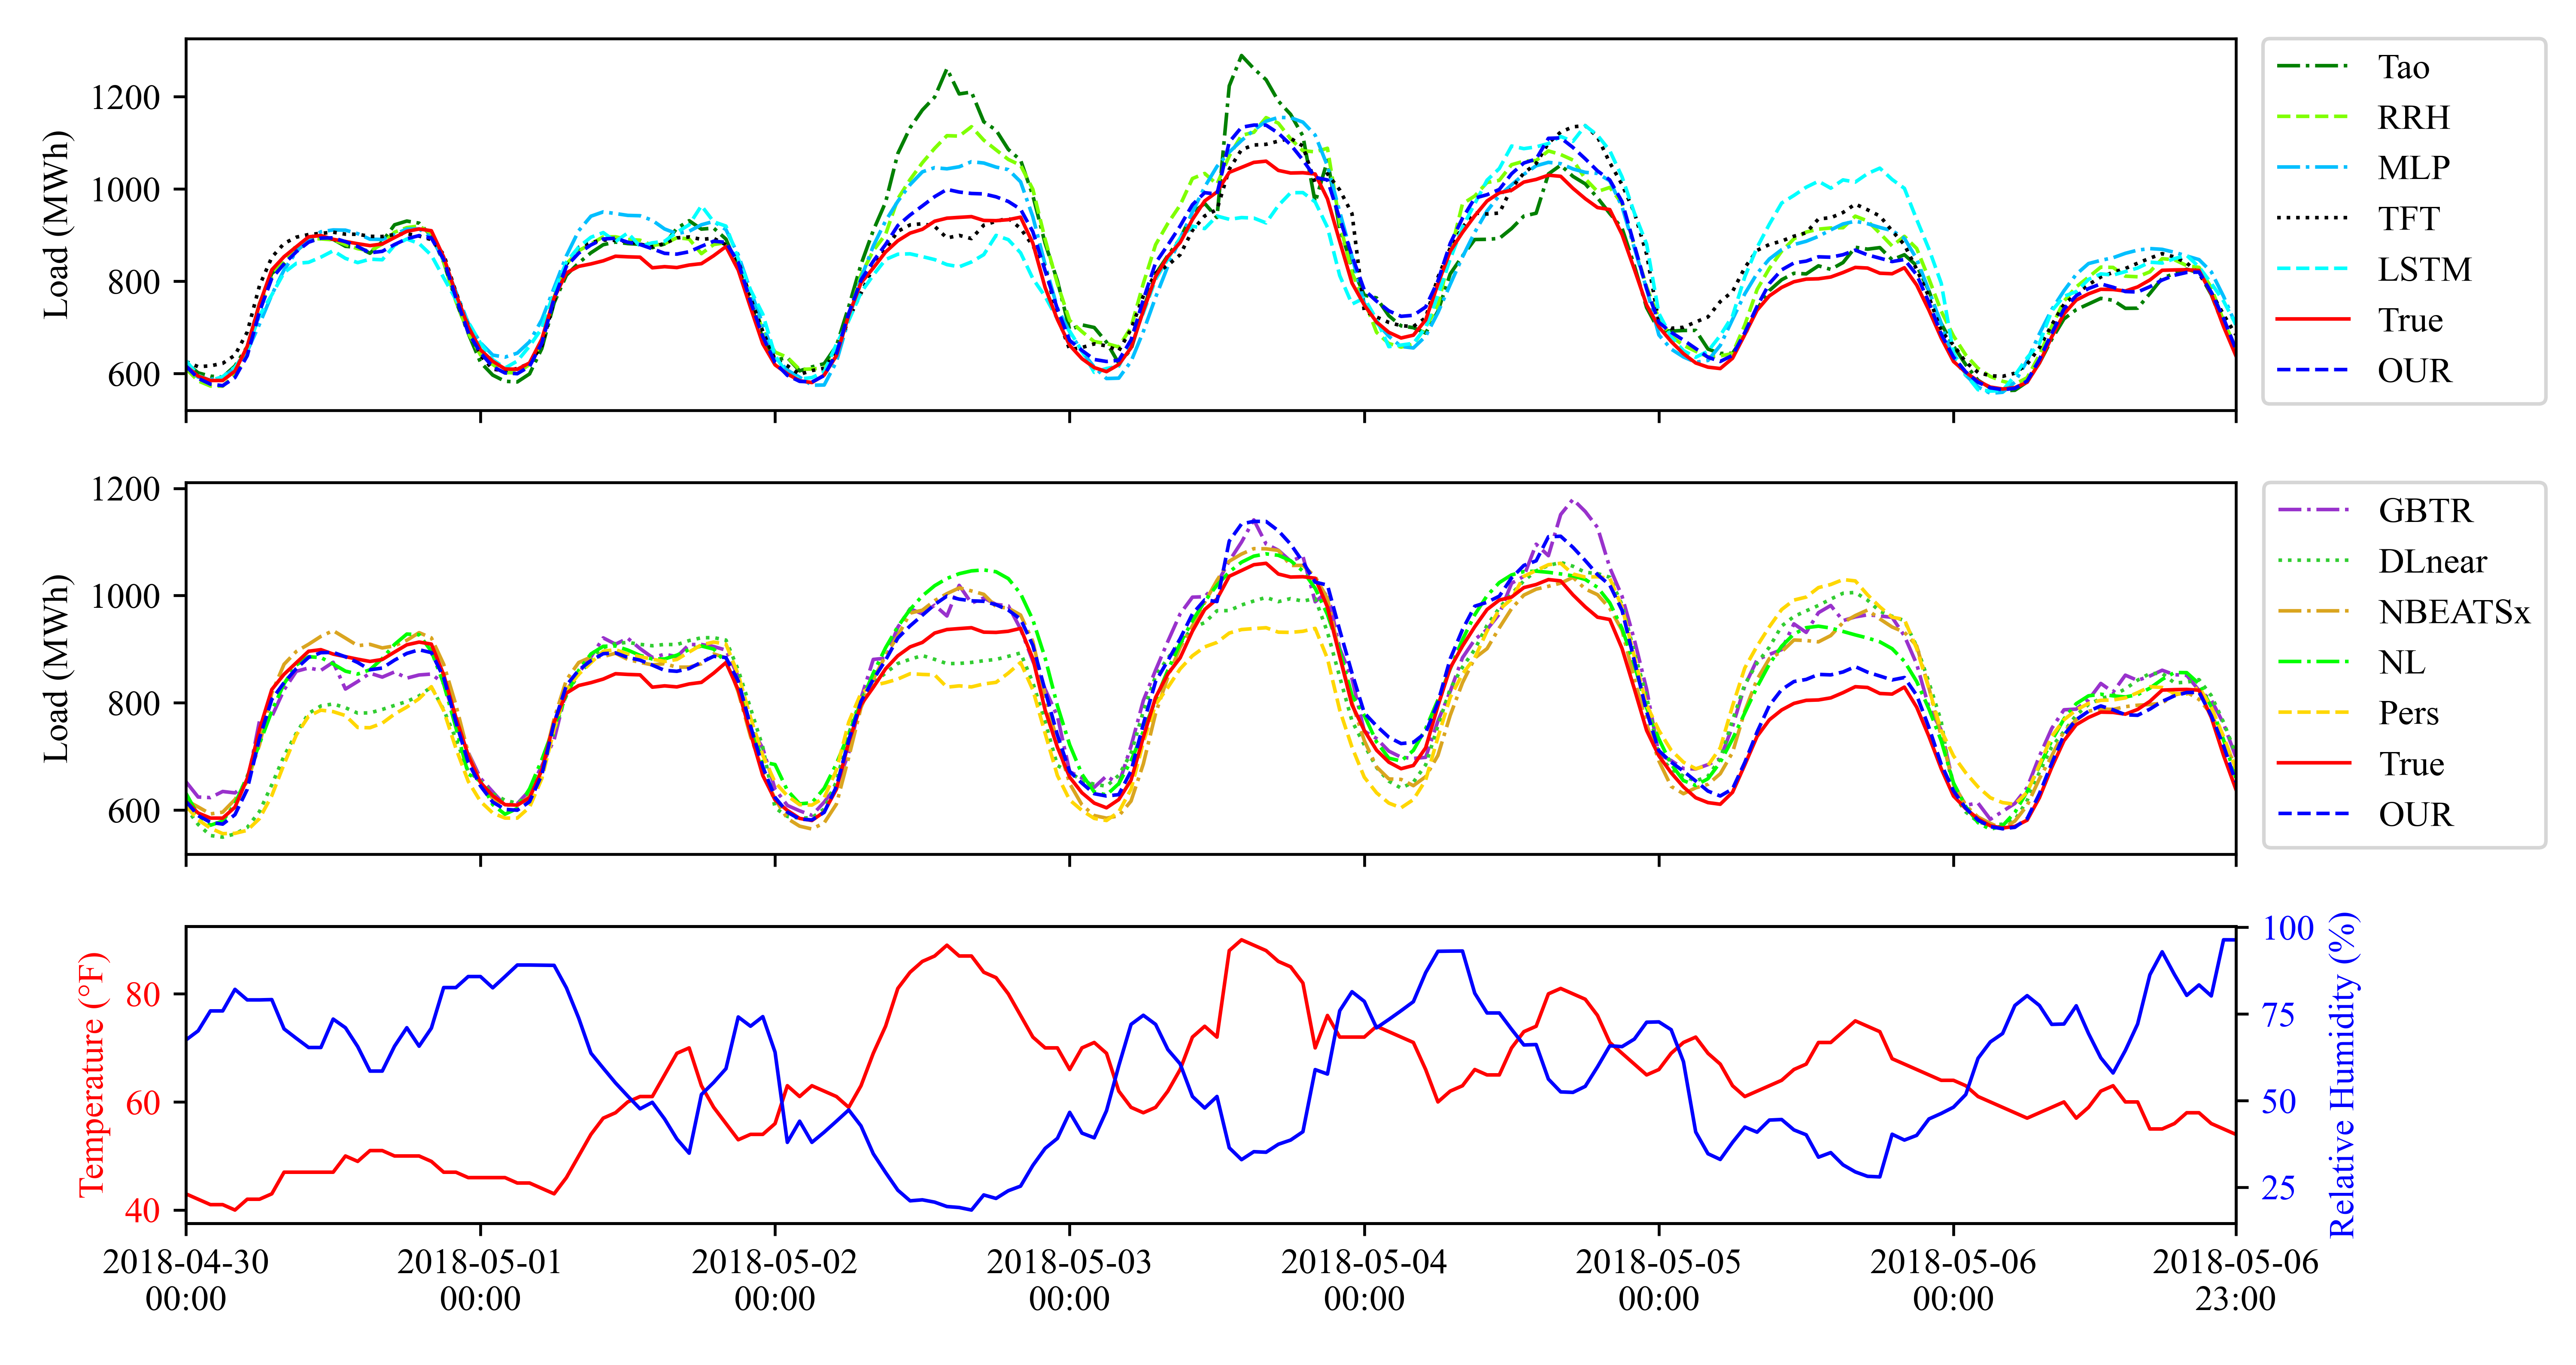 1200
1000
800
600
Load (MWh)
Tao
RRH
MLP
TFT
LSTM
True
OUR
1200
1000
800
600
Load (MWh)
GBTR
DLnear
NBEATSx
NL
Pers
True
OUR
80
60
40
Temperature (°F)
100
75
50
25
Relative Humidity (%)
2018-04-30
00:00
2018-05-01
00:00
2018-05-02
00:00
2018-05-03
00:00
2018-05-04
00:00
2018-05-05
00:00
2018-05-06
00:00
2018-05-06
23:00